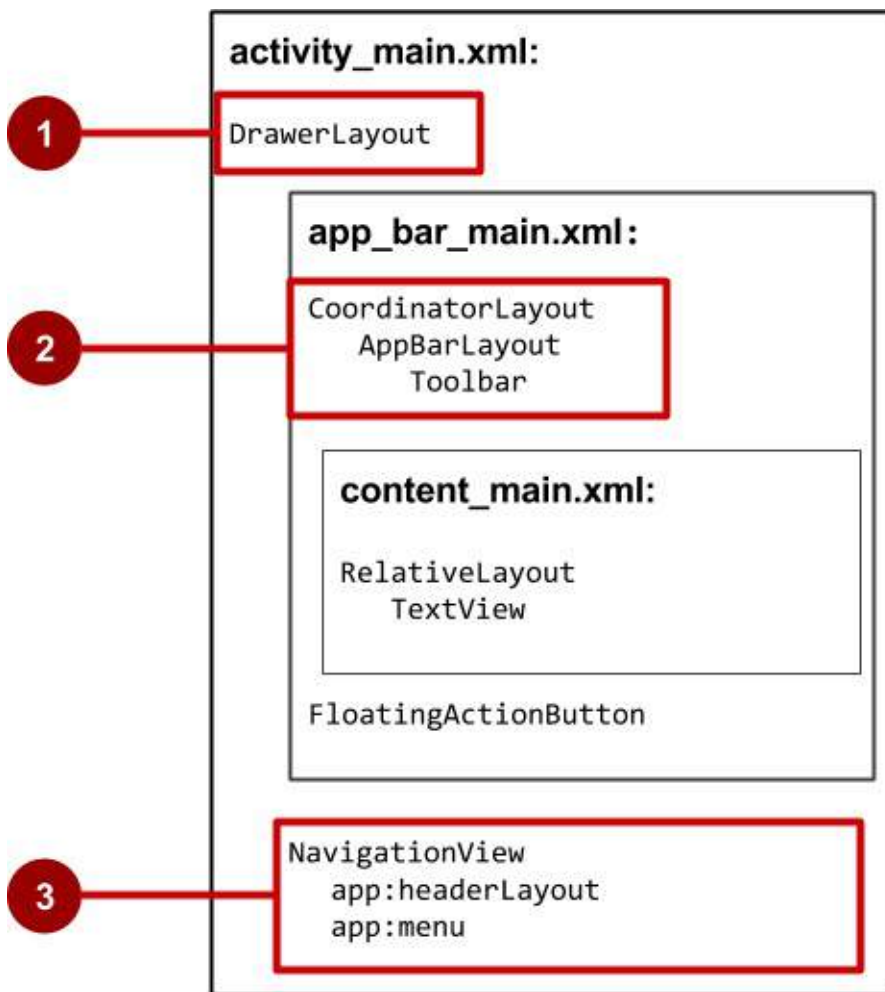 activity_main.xml:
1
DrawerLayout
app_bar_main.xml:
2
CoordinatorLayout
AppBarLayout
Toolbar
content_main.xml:
RelativeLayout
TextView
FloatingActionButton
3
NavigationView
app:headerLayout
app:menu